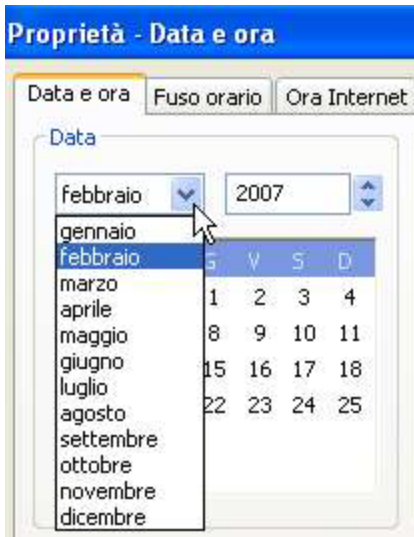 Proprietà - Data e ora
Data e ora Fuso orario Ora Internet
Data
febbraio 2007
gennaio
febbraio G V S D
marzo
aprile 1 2 3 4
maggio 8 9 10 11
giugno 15 16 17 18
luglio
agosto 22 23 24 25
settembre
ottobre
novembre
dicembre